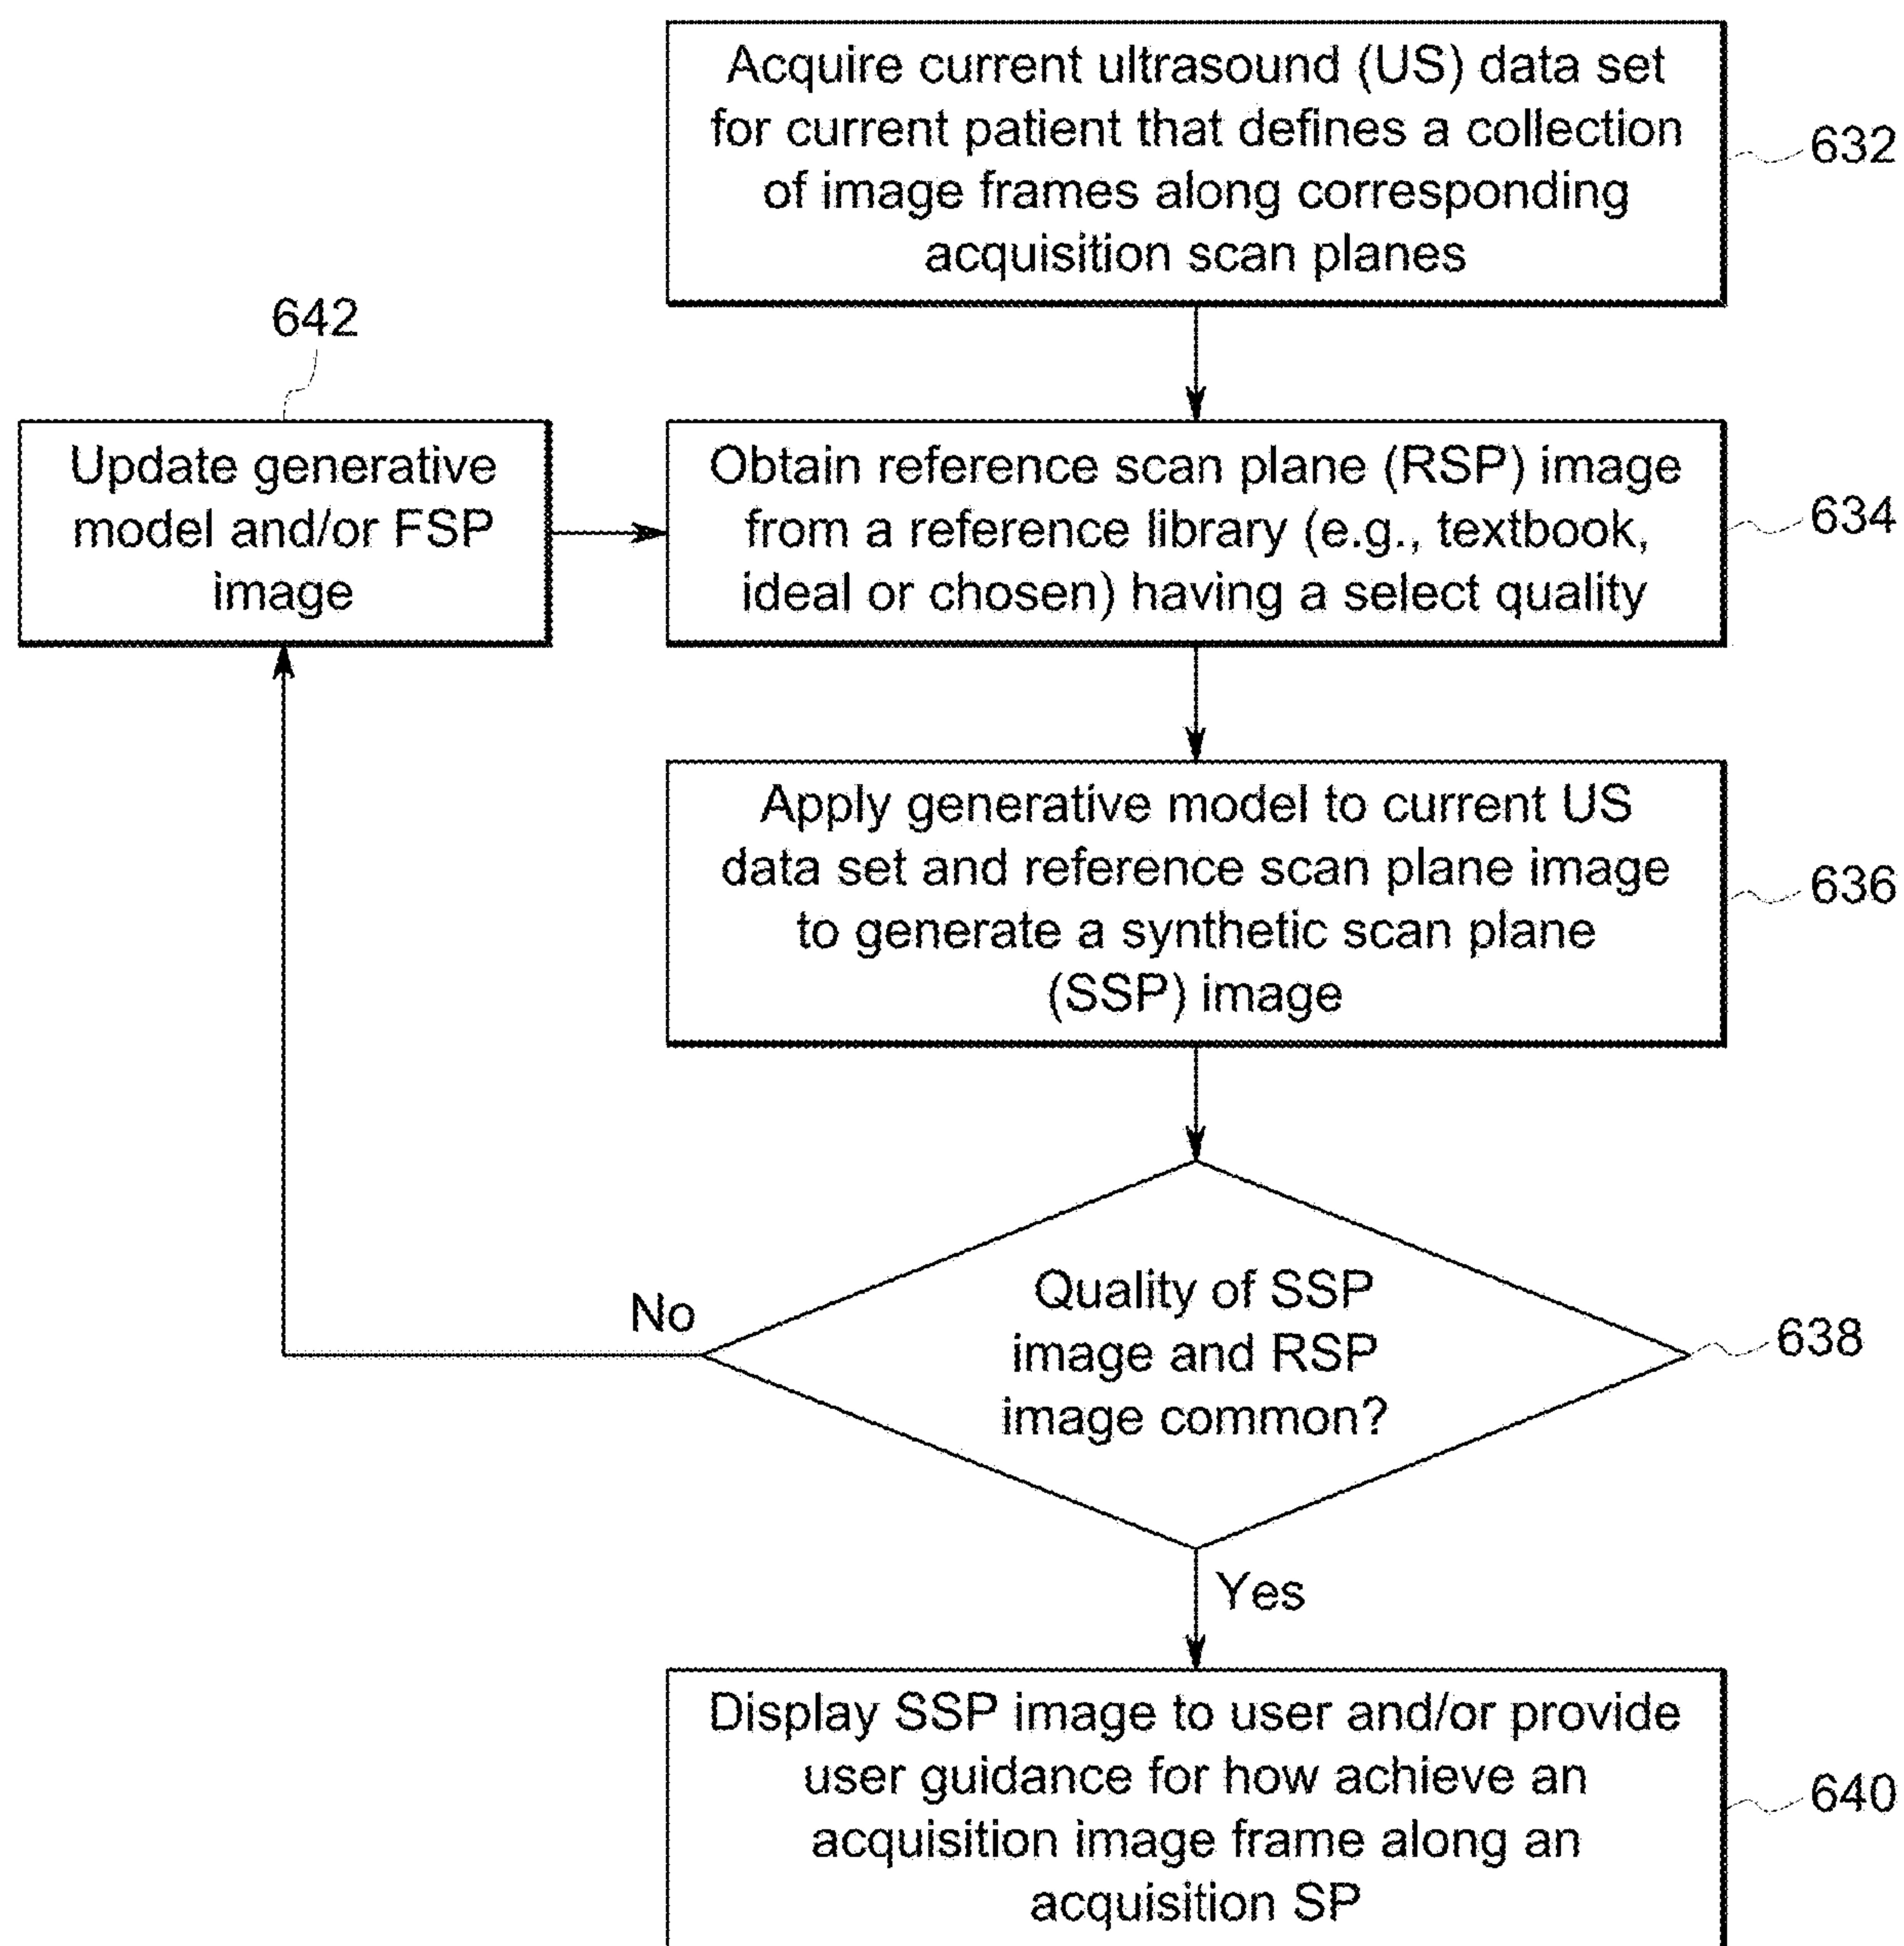 Acquire current ultrasound (US) data set
for current patient that defines a collection
of image frames along corresponding
acquisition scan planes
632
642
Update generative
model and/or FSP
image
Obtain reference scan plane (RSP) image
from a reference library (e.g., textbook,
ideal or chosen) having a select quality
634
Apply generative model to current US
data set and reference scan plane image
to generate a synthetic scan plane
(SSP) image
636
No
Quality of SSP
image and RSP
image common?
638
Yes
Display SSP image to user and/or provide
user guidance for how achieve an
acquisition image frame along an
acquisition SP
640